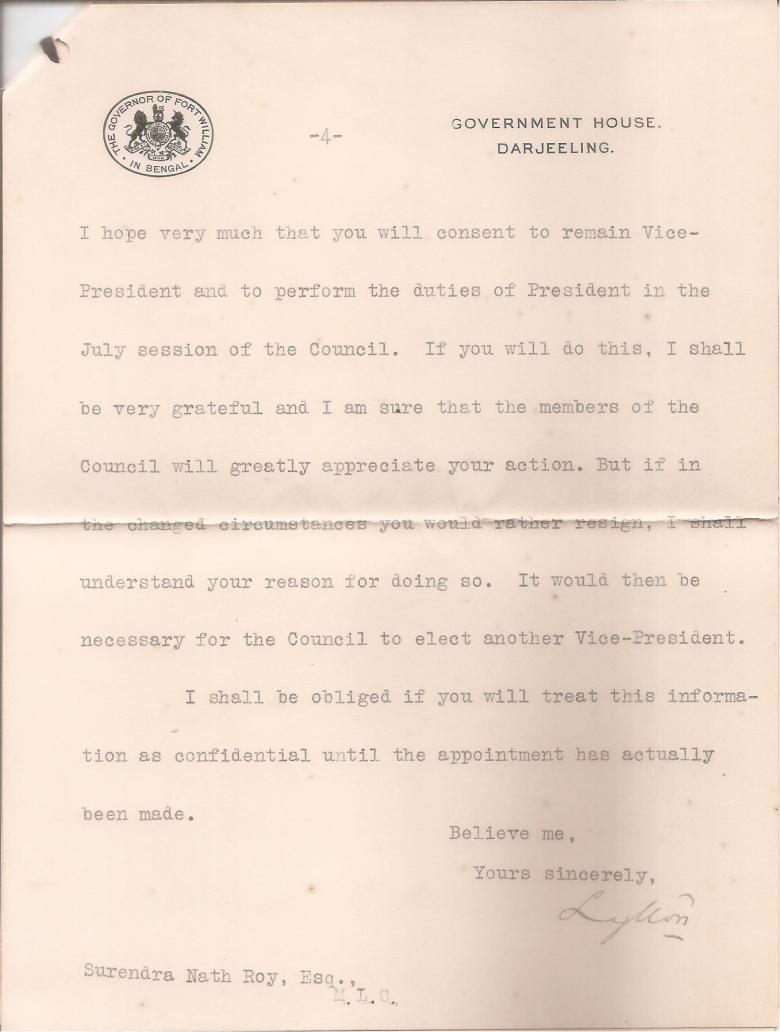 THE GOVERNOR OF FORT WILLIAM
· IN BENGAL ·
-4-
GOVERNMENT HOUSE.
DARJEELING.
I hope very much that you will consent to remain Vice-
President and to perform the duties of President in the
July session of the Council. If you will do this, I shall
be very grateful and I am sure that the members of the
Council will greatly appreciate your action. But if in
the changed circumstances you would rather resign, I shall
understand your reason for doing so. It would then be
necessary for the Council to elect another Vice-President.
I shall be obliged if you will treat this informa-
tion as confidential until the appointment has actually
been made.
Believe me,
Yours sincerely,
Lytton
Surendra Nath Roy, Esq.,
M.L.C.